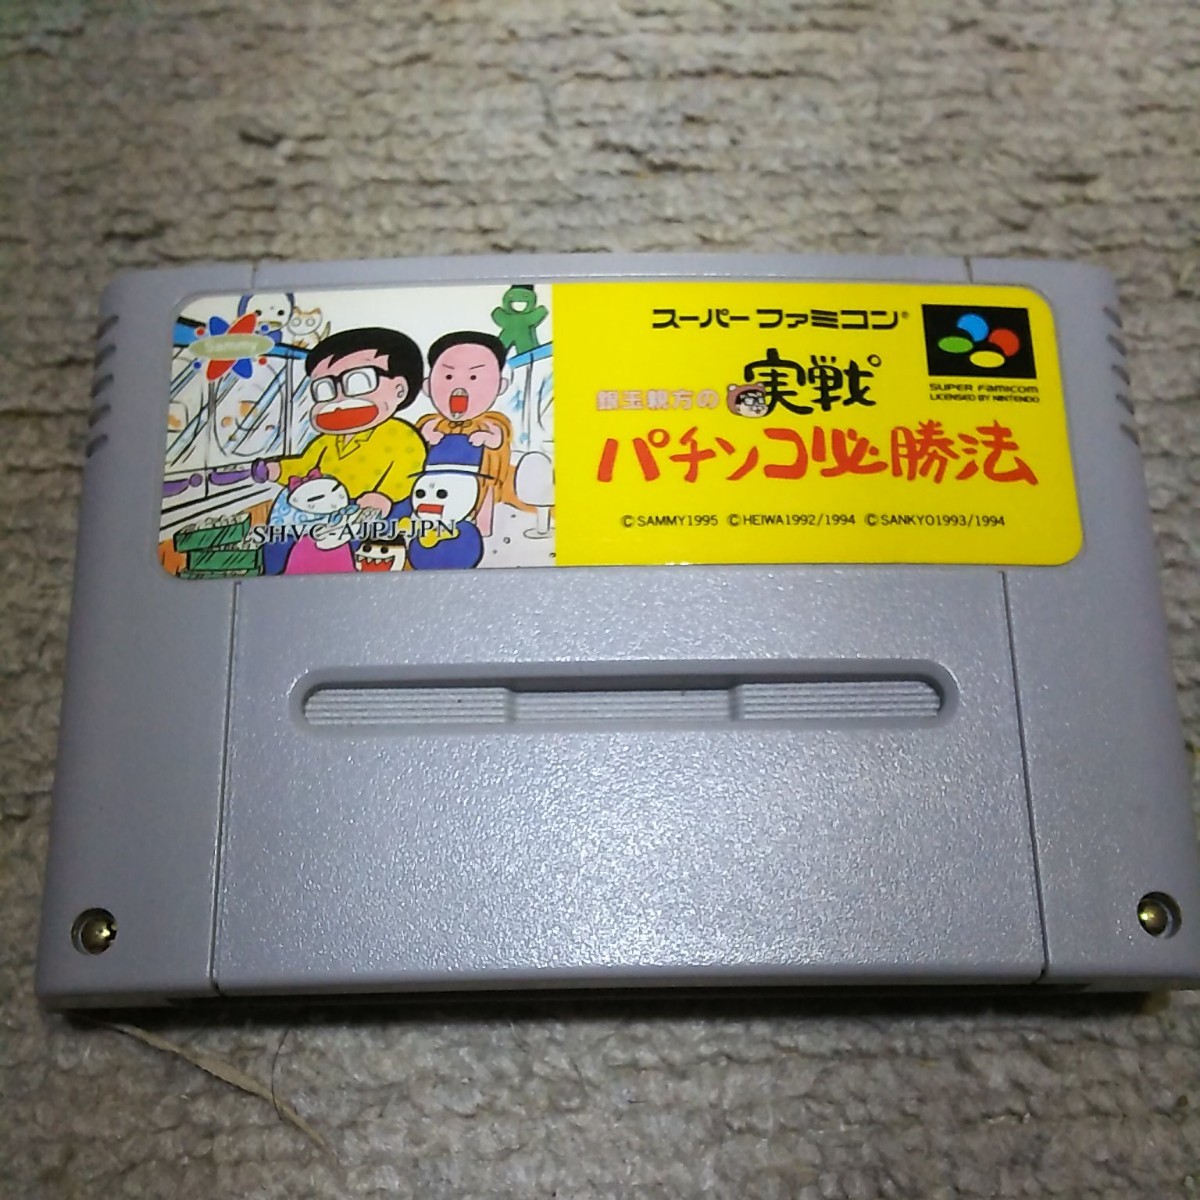 スーパーファミコン®
実戦
銀玉親方の
パチンコ必勝法
SUPER FAMICOM
LICENSED BY NINTENDO
©SAMMY1995 ©HEIWA1992/1994 ©SANKYO1993/1994
SHVC-AJPJ-JPN